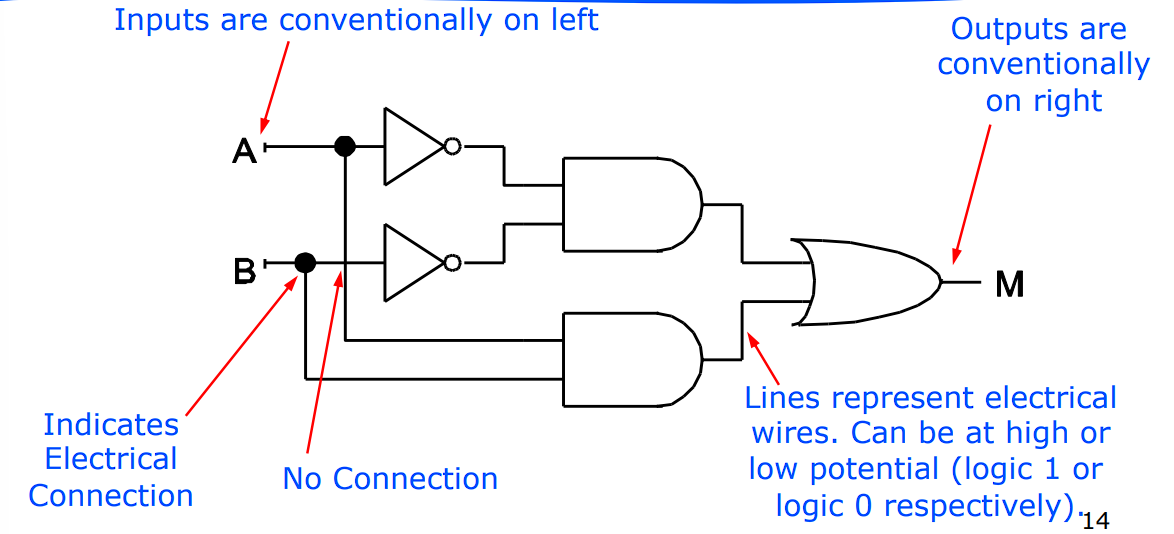 Inputs are conventionally on left
Outputs are
conventionally
on right
A
B
M
Indicates
Electrical
Connection
No Connection
Lines represent electrical
wires. Can be at high or
low potential (logic 1 or
logic 0 respectively).
14